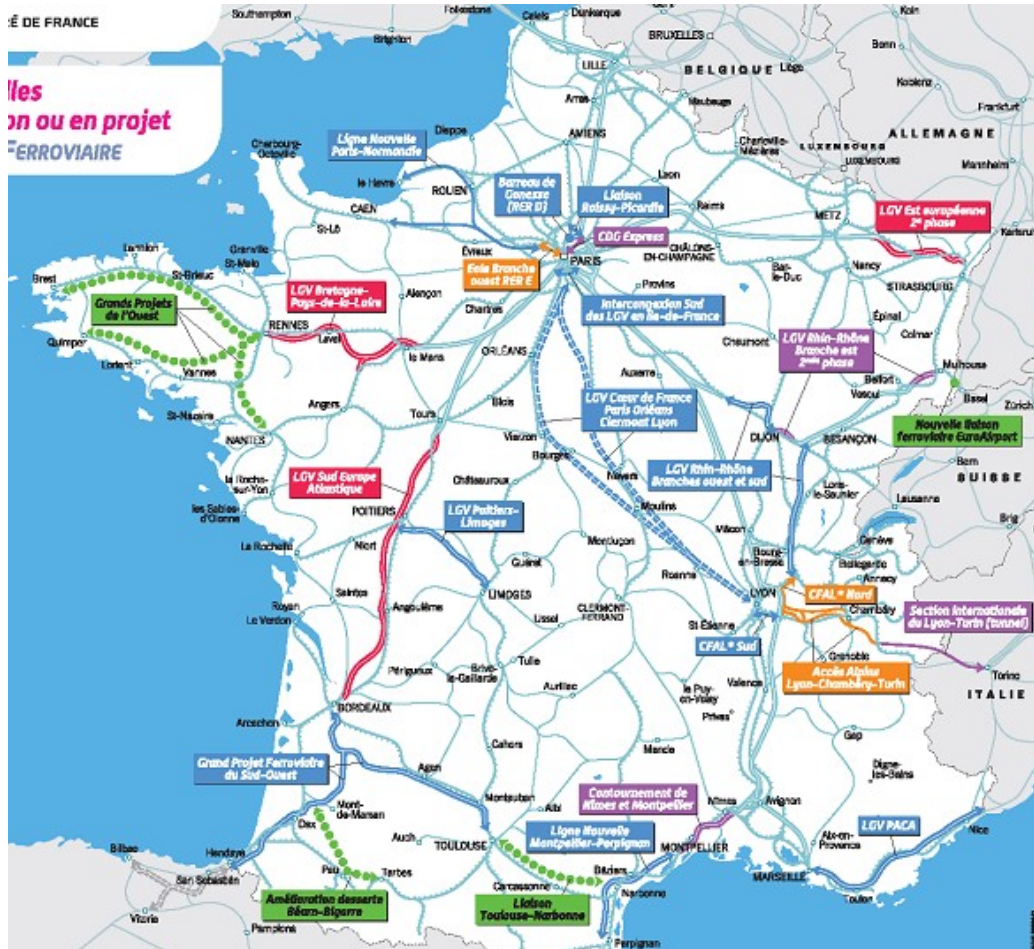 É DE FRANCE
lles
on ou en projet
FERROVIAIRE
Southampton
Brighton
Folkestone
Calais
Dunkerque
BRUXELLES
Köln
Bonn
Liège
LILLE
BELGIQUE
Koblenz
Arras
Maubeuge
Frankfurt
ALLEMAGNE
Cherbourg-
Octeville
Dieppe
AMIENS
Charleville-
Mézières
LUXEMBOURG
LUXEMBOURG
Mannheim
Ligne Nouvelle
Paris-Normandie
le Havre
ROUEN
Laon
Barreau de
Gonesse
(RER D)
Liaison
Roissy-Picardie
Reims
METZ
LGV Est européenne
2e phase
Karlsruhe
CAEN
St-Lô
CDG Express
Évreux
PARIS
CHÂLONS-
EN-CHAMPAGNE
Bar-
le-Duc
Nancy
STRASBOURG
Lannion
Granville
St-Brieuc
St-Malo
Brest
Eole Branche
ouest RER E
Alençon
Provins
LGV Bretagne-
Pays-de-la-Loire
Grands Projets
de l'Ouest
Chartres
Interconnexion Sud
des LGV en Ile-de-France
Épinal
Colmar
Quimper
RENNES
Laval
le Mans
ORLÉANS
Chaumont
LGV Rhin-Rhône
Branche est
2ème phase
Mulhouse
Lorient
Vannes
Auxerre
Belfort
Vesoul
Basel
Zürich
Angers
Blois
LGV Cœur de France
Paris Orléans
Clermont Lyon
St-Nazaire
Tours
NANTES
Vierzon
Bourges
DIJON
BESANÇON
Nouvelle liaison
ferroviaire EuroAirport
Bern
SUISSE
la Roche-
sur-Yon
LGV Sud Europe
Atlantique
Châteauroux
Nevers
LGV Rhin-Rhône
Branches ouest et sud
Lons-
le-Saunier
Lausanne
les Sables-
d'Olonne
POITIERS
LGV Poitiers-
Limoges
Moulins
Brig
La Rochelle
Niort
Montluçon
Mâcon
Bourg-
en-Bresse
Genève
Bellegarde
Guéret
Roanne
Annecy
Saintes
LIMOGES
LYON
CFAL* Nord
Royan
Le Verdon
Angoulême
Ussel
CLERMONT-
FERRAND
Chambéry
Section internationale
du Lyon-Turin (tunnel)
St-Étienne
CFAL* Sud
Grenoble
Périgueux
Tulle
Brive-
la-Gaillarde
Accès Alpins
Lyon-Chambéry-Turin
Torino
ITALIE
Aurillac
le Puy-
en-Velay
Valence
Privas
Arcachon
BORDEAUX
Gap
Cahors
Mende
Grand Projet Ferroviaire
du Sud-Ouest
Agen
Digne-
les-Bains
Mont-
de-Marsan
Montauban
Albi
Contournement de
Nîmes et Montpellier
Nîmes
Avignon
LGV PACA
Nice
Dax
Auch
TOULOUSE
Ligne Nouvelle
Montpellier-Perpignan
MONTPELLIER
Aix-en-
Provence
Bilbao
Hendaye
San Sebastián
Pau
Tarbes
Béziers
Carcassonne
Narbonne
MARSEILLE
Toulon
Amélioration desserte
Béarn-Bigorre
Liaison
Toulouse-Narbonne
Vitoria
Pamplona
Perpignan